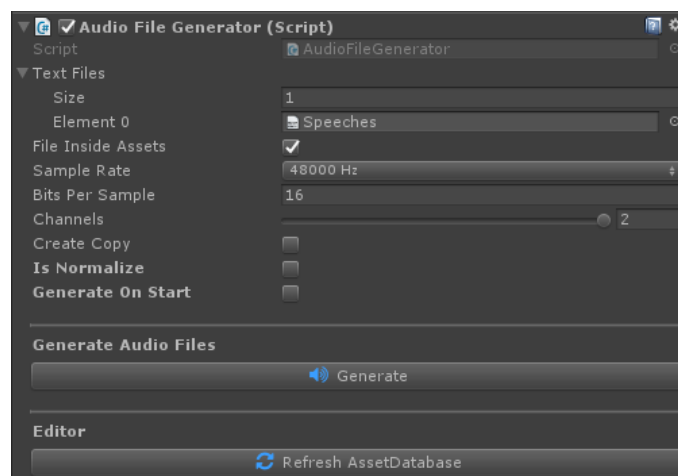 Audio File Generator (Script)
Script AudioFileGenerator
Text Files
Size 1
Element 0 Speeches
File Inside Assets
Sample Rate 48000 Hz
Bits Per Sample 16
Channels 2
Create Copy
Is Normalize
Generate On Start
Generate Audio Files
Generate
Editor
Refresh AssetDatabase